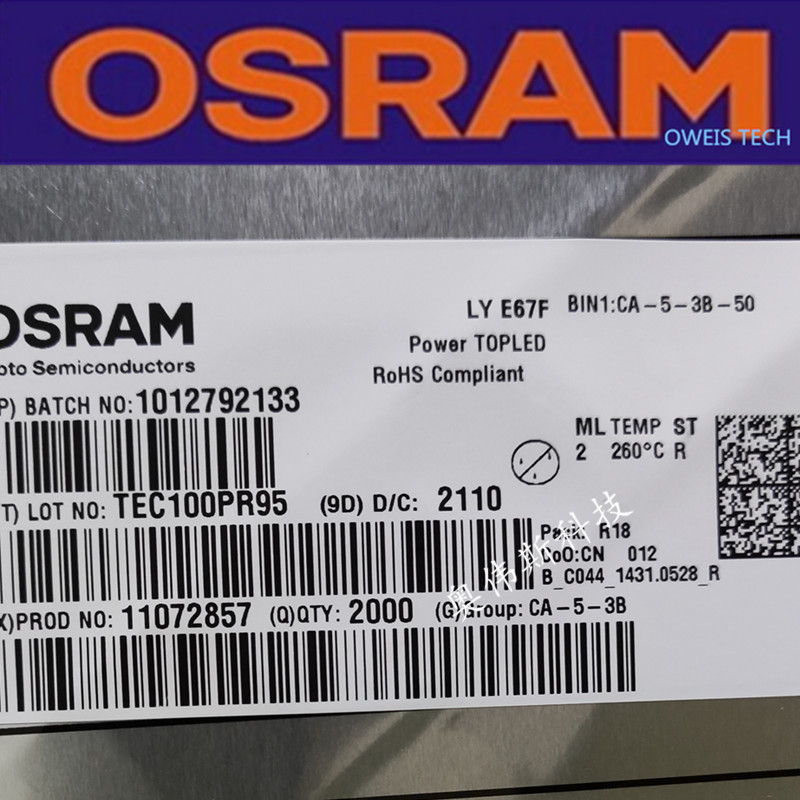 OSRAM
OWEIS TECH
OSRAM
pto Semiconductors
LY E67F BIN1:CA-5-3B-50
Power TOPLED
RoHS Compliant
P) BATCH NO:1012792133
ML TEMP ST
2 260°C R
T) LOT NO: TEC100PR95 (9D) D/C: 2110
Pack: R18
CoO:CN 012
B_C044_1431.0528_R
奥伟斯科技
X)PROD NO: 11072857 (Q)QTY: 2000 (G)Group: CA-5-3B